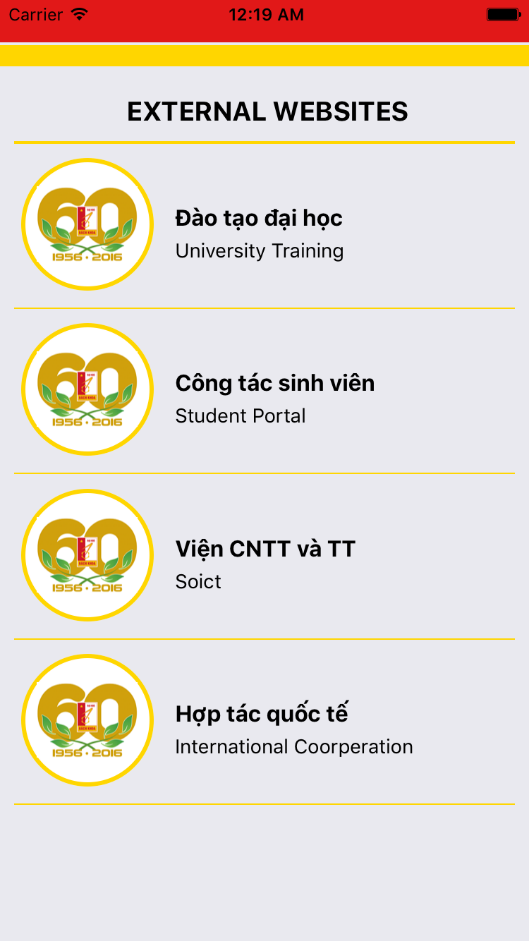 Carrier 12:19 AM
EXTERNAL WEBSITES
60
1956 - 2016
Đào tạo đại học
University Training
60
1956 - 2016
Công tác sinh viên
Student Portal
60
1956 - 2016
Viện CNTT và TT
Soict
60
1956 - 2016
Hợp tác quốc tế
International Coorperation